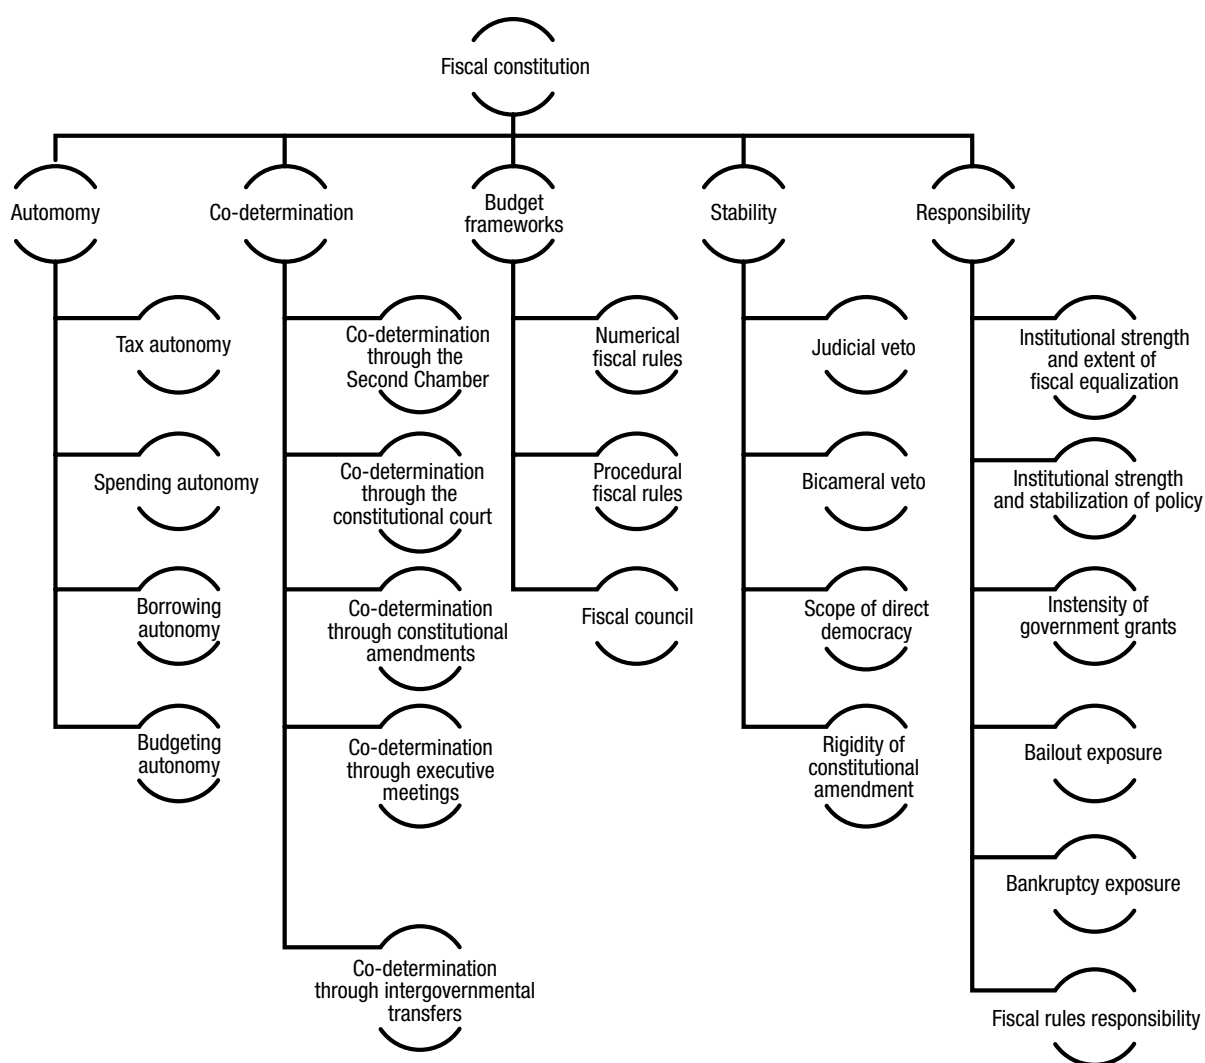 Fiscal constitution
Automomy
Co-determination
Budget
frameworks
Stability
Responsibility
Tax autonomy
Spending autonomy
Borrowing
autonomy
Budgeting
autonomy
Co-determination
through the
Second Chamber
Co-determination
through the
constitutional court
Co-determination
through constitutional
amendments
Co-determination
through executive
meetings
Co-determination
through intergovernmental
transfers
Numerical
fiscal rules
Procedural
fiscal rules
Fiscal council
Judicial veto
Bicameral veto
Scope of direct
democracy
Rigidity of
constitutional
amendment
Institutional strength
and extent of
fiscal equalization
Institutional strength
and stabilization of policy
Instensity of
government grants
Bailout exposure
Bankruptcy exposure
Fiscal rules responsibility